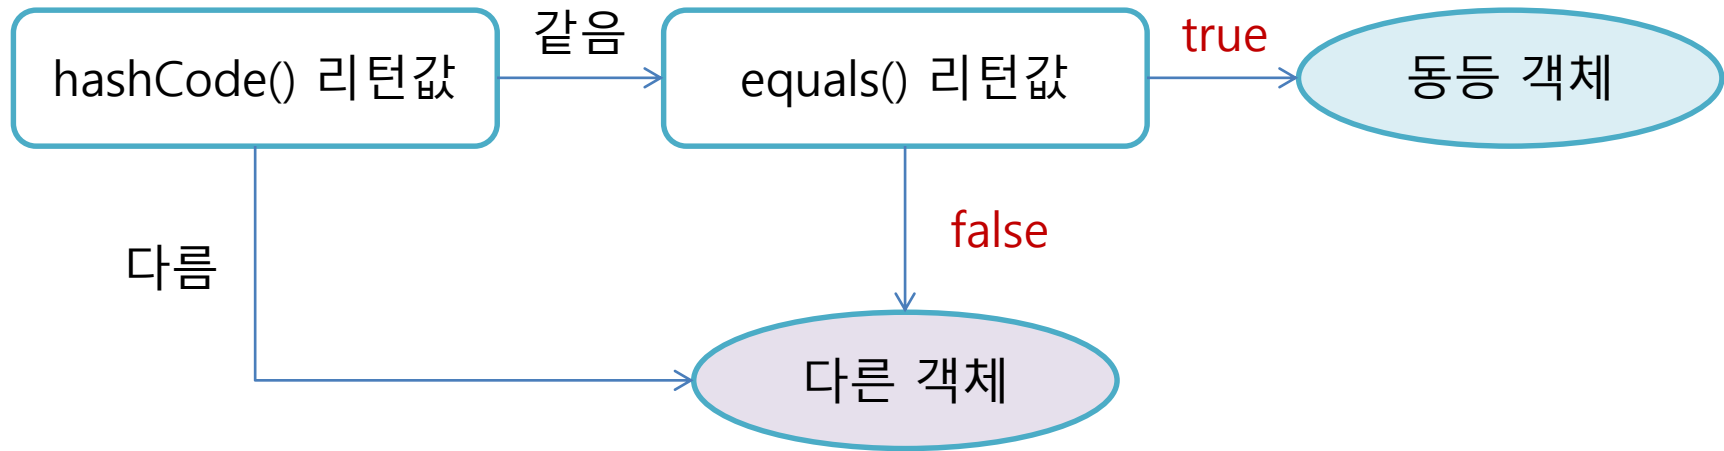 hashCode() 리턴값
같음
equals() 리턴값
true
동등 객체
다름
false
다른 객체